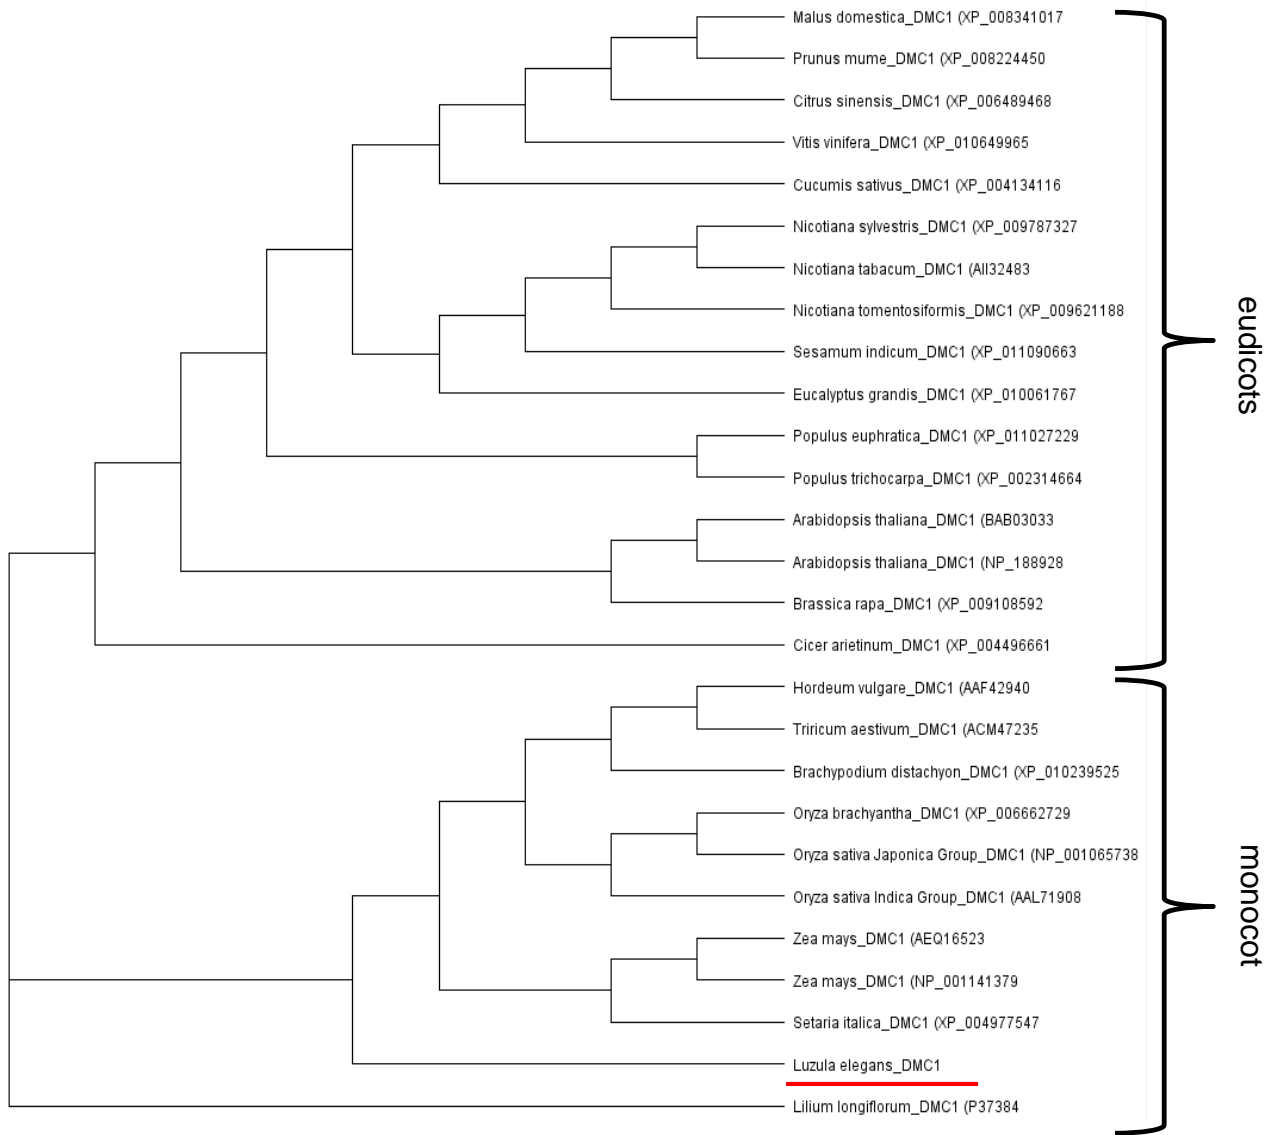 Malus domestica_DMC1 (XP_008341017
Prunus mume_DMC1 (XP_008224450
Citrus sinensis_DMC1 (XP_006489468
Vitis vinifera_DMC1 (XP_010649965
Cucumis sativus_DMC1 (XP_004134116
Nicotiana sylvestris_DMC1 (XP_009787327
Nicotiana tabacum_DMC1 (AII32483
Nicotiana tomentosiformis_DMC1 (XP_009621188
Sesamum indicum_DMC1 (XP_011090663
Eucalyptus grandis_DMC1 (XP_010061767
Populus euphratica_DMC1 (XP_011027229
Populus trichocarpa_DMC1 (XP_002314664
Arabidopsis thaliana_DMC1 (BAB03033
Arabidopsis thaliana_DMC1 (NP_188928
Brassica rapa_DMC1 (XP_009108592
Cicer arietinum_DMC1 (XP_004496661
eudicots
Hordeum vulgare_DMC1 (AAF42940
Triricum aestivum_DMC1 (ACM47235
Brachypodium distachyon_DMC1 (XP_010239525
Oryza brachyantha_DMC1 (XP_006662729
Oryza sativa Japonica Group_DMC1 (NP_001065738
Oryza sativa Indica Group_DMC1 (AAL71908
Zea mays_DMC1 (AEQ16523
Zea mays_DMC1 (NP_001141379
Setaria italica_DMC1 (XP_004977547
Luzula elegans_DMC1
Lilium longiflorum_DMC1 (P37384
monocot